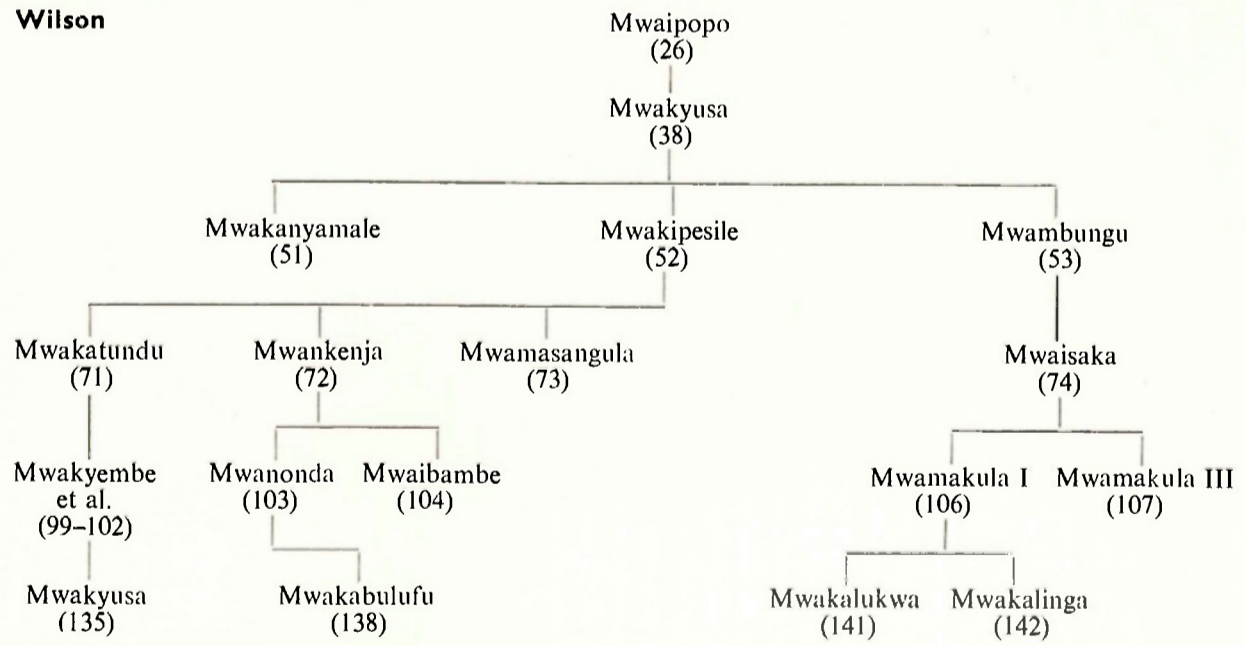 Wilson
Mwaipopo
(26)
Mwakyusa
(38)
Mwakanyamale
(51)
Mwakipesile
(52)
Mwambungu
(53)
Mwakatundu
(71)
Mwankenja
(72)
Mwamasangula
(73)
Mwaisaka
(74)
Mwakyembe
et al.
(99–102)
Mwanonda
(103)
Mwaibambe
(104)
Mwamakula I
(106)
Mwamakula III
(107)
Mwakyusa
(135)
Mwakabulufu
(138)
Mwakalukwa
(141)
Mwakalinga
(142)